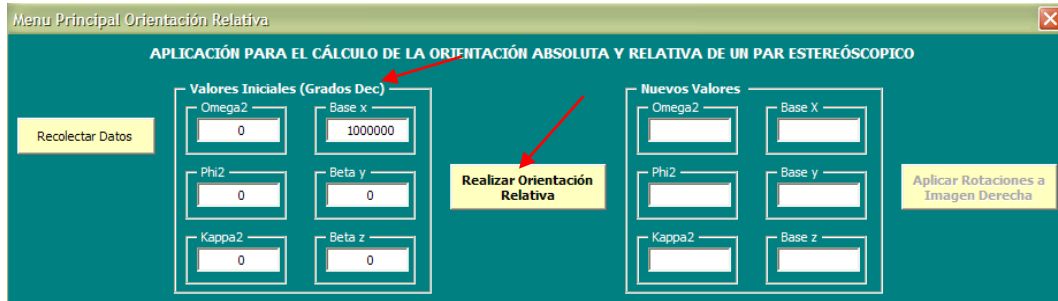 Menu Principal Orientación Relativa
APLICACIÓN PARA EL CÁLCULO DE LA ORIENTACIÓN ABSOLUTA Y RELATIVA DE UN PAR ESTEREÓSCOPICO
Recolectar Datos
Valores Iniciales (Grados Dec)
Omega2
Base x
0
1000000
Phi2
Beta y
0
0
Kappa2
Beta z
0
0
Realizar Orientación
Relativa
Nuevos Valores
Omega2
Base X
Phi2
Base y
Kappa2
Base z
Aplicar Rotaciones a
Imagen Derecha